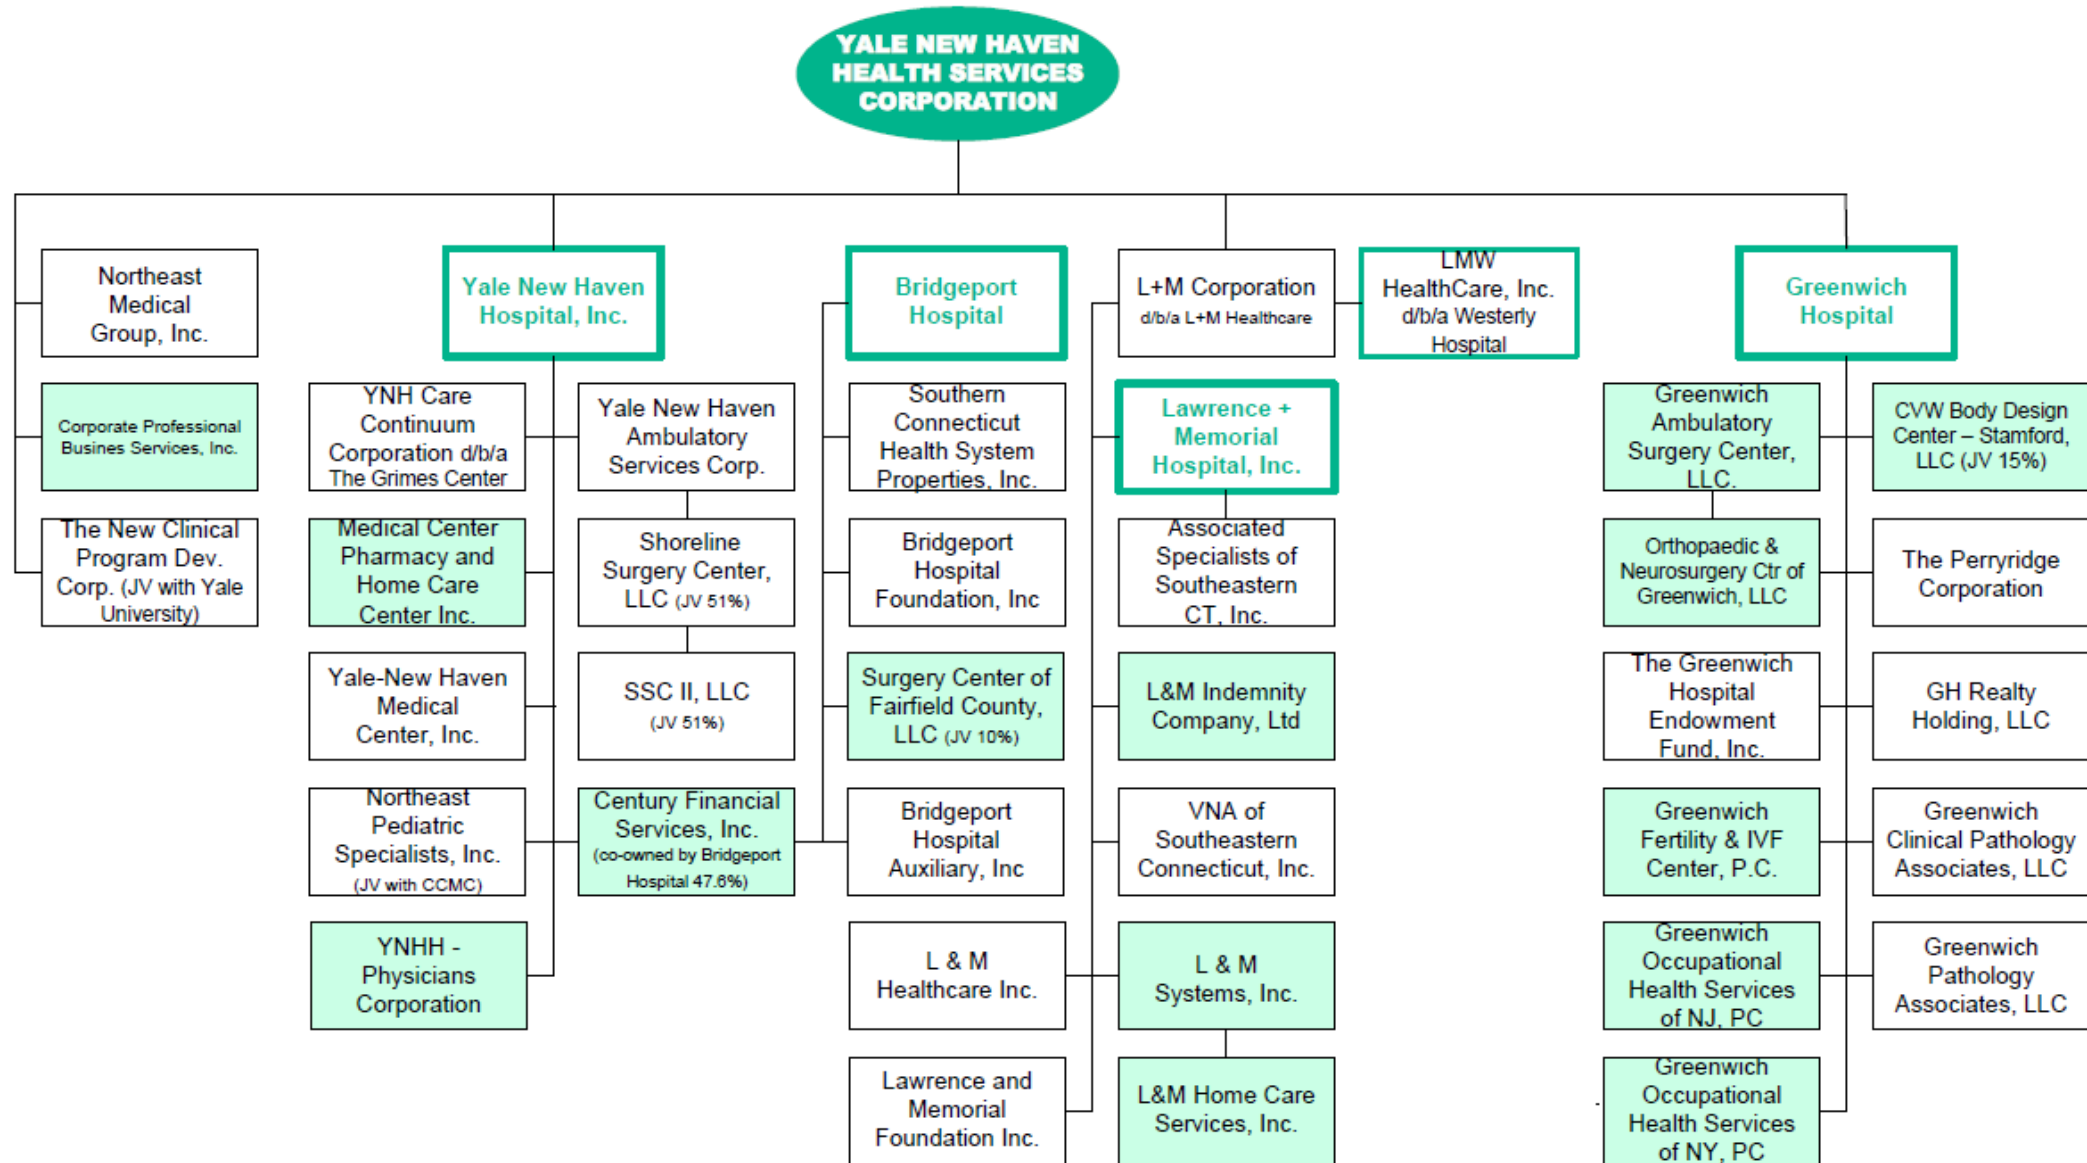 YALE NEW HAVEN
HEALTH SERVICES
CORPORATION
Northeast
Medical
Group, Inc.
Yale New Haven
Hospital, Inc.
Bridgeport
Hospital
L+M Corporation
d/b/a L+M Healthcare
LMW
HealthCare, Inc.
d/b/a Westerly
Hospital
Greenwich
Hospital
Corporate Professional
Busines Services, Inc.
YNH Care
Continuum
Corporation d/b/a
The Grimes Center
Yale New Haven
Ambulatory
Services Corp.
Southern
Connecticut
Health System
Properties, Inc.
Lawrence +
Memorial
Hospital, Inc.
Greenwich
Ambulatory
Surgery Center,
LLC.
CVW Body Design
Center – Stamford,
LLC (JV 15%)
The New Clinical
Program Dev.
Corp. (JV with Yale
University)
Medical Center
Pharmacy and
Home Care
Center Inc.
Shoreline
Surgery Center,
LLC (JV 51%)
Bridgeport
Hospital
Foundation, Inc
Associated
Specialists of
Southeastern
CT, Inc.
Orthopaedic &
Neurosurgery Ctr of
Greenwich, LLC
The Perryridge
Corporation
Yale-New Haven
Medical
Center, Inc.
SSC II, LLC
(JV 51%)
Surgery Center of
Fairfield County,
LLC (JV 10%)
L&M Indemnity
Company, Ltd
The Greenwich
Hospital
Endowment
Fund, Inc.
GH Realty
Holding, LLC
Northeast
Pediatric
Specialists, Inc.
(JV with CCMC)
Century Financial
Services, Inc.
(co-owned by Bridgeport
Hospital 47.6%)
Bridgeport
Hospital
Auxiliary, Inc
VNA of
Southeastern
Connecticut, Inc.
Greenwich
Fertility & IVF
Center, P.C.
Greenwich
Clinical Pathology
Associates, LLC
YNHH -
Physicians
Corporation
L & M
Healthcare Inc.
L & M
Systems, Inc.
Greenwich
Occupational
Health Services
of NJ, PC
Greenwich
Pathology
Associates, LLC
Lawrence and
Memorial
Foundation Inc.
L&M Home Care
Services, Inc.
Greenwich
Occupational
Health Services
of NY, PC